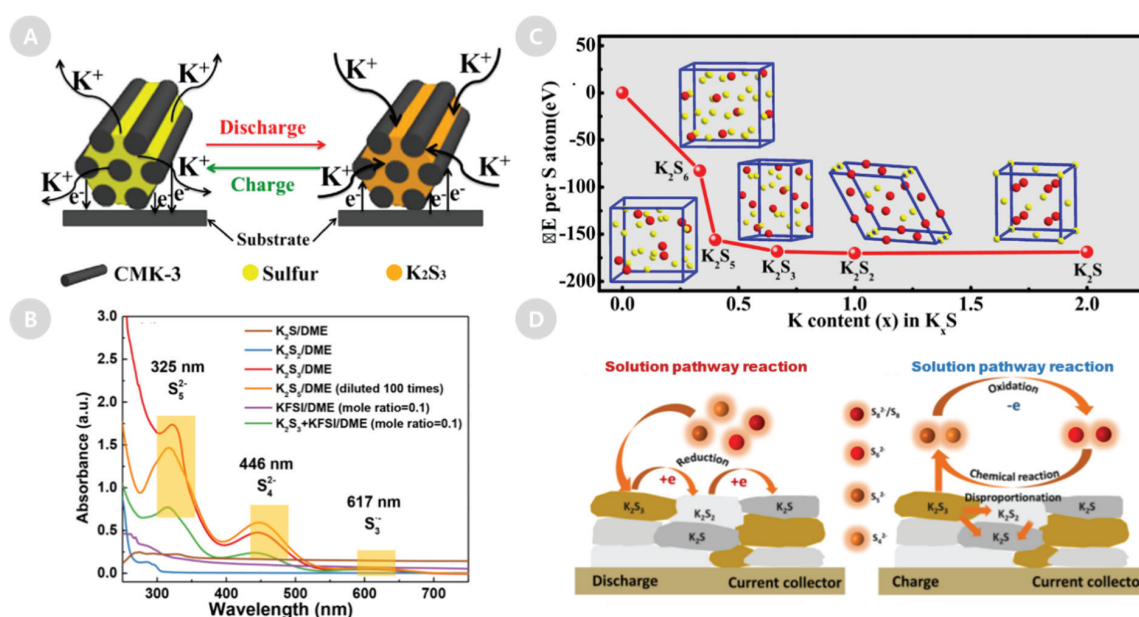 A
K⁺
K⁺
K⁺
K⁺
K⁺
K⁺
K⁺
K⁺
Discharge
Charge
e⁻
e⁻
e⁻
e⁻
e⁻
Substrate
CMK-3
Sulfur
K₂S₃
B
3.0
2.5
2.0
1.5
1.0
0.5
0.0
Absorbance (a.u.)
325 nm
S₅²⁻
446 nm
S₄²⁻
617 nm
S₃·⁻
K₂S/DME
K₂S₂/DME
K₂S₃/DME
K₂S₅/DME (diluted 100 times)
KFSI/DME (mole ratio=0.1)
K₂S₃+KFSI/DME (mole ratio=0.1)
300 400 500 600 700
Wavelength (nm)
C
50
0
-50
-100
-150
-200
E per S atom(eV)
K₂S₆
K₂S₅
K₂S₃
K₂S₂
K₂S
0.0 0.5 1.0 1.5 2.0
K content (x) in KₓS
D
Solution pathway reaction
Reduction
+e
+e
K₂S₃
K₂S₂
K₂S
K₂S
Discharge
Current collector
S₅²⁻
S₄²⁻
Solution pathway reaction
Oxidation
-e
Chemical reaction
Disproportionation
K₂S₃
K₂S₂
K₂S
K₂S
Charge
Current collector